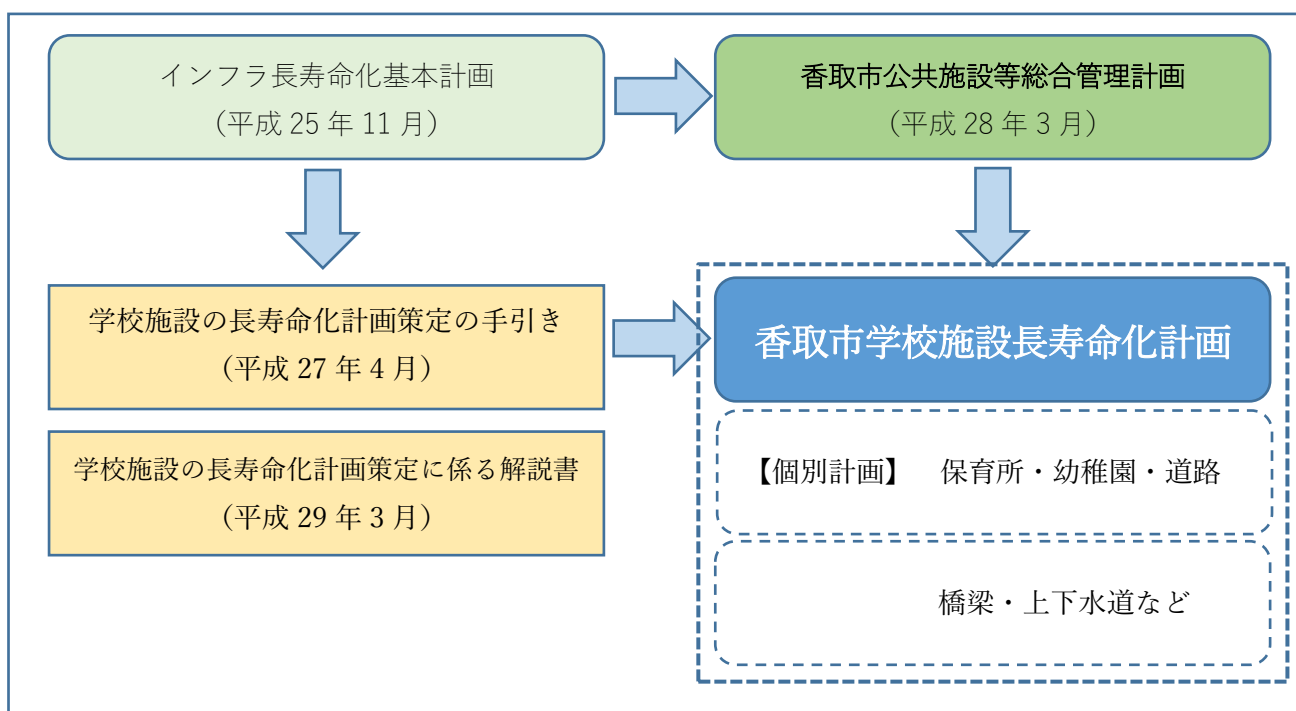 インフラ長寿命化基本計画
（平成 25 年 11 月）
香取市公共施設等総合管理計画
（平成 28 年 3 月）
学校施設の長寿命化計画策定の手引き
（平成 27 年 4 月）
香取市学校施設長寿命化計画
学校施設の長寿命化計画策定に係る解説書
（平成 29 年 3 月）
【個別計画】　保育所・幼稚園・道路
橋梁・上下水道など